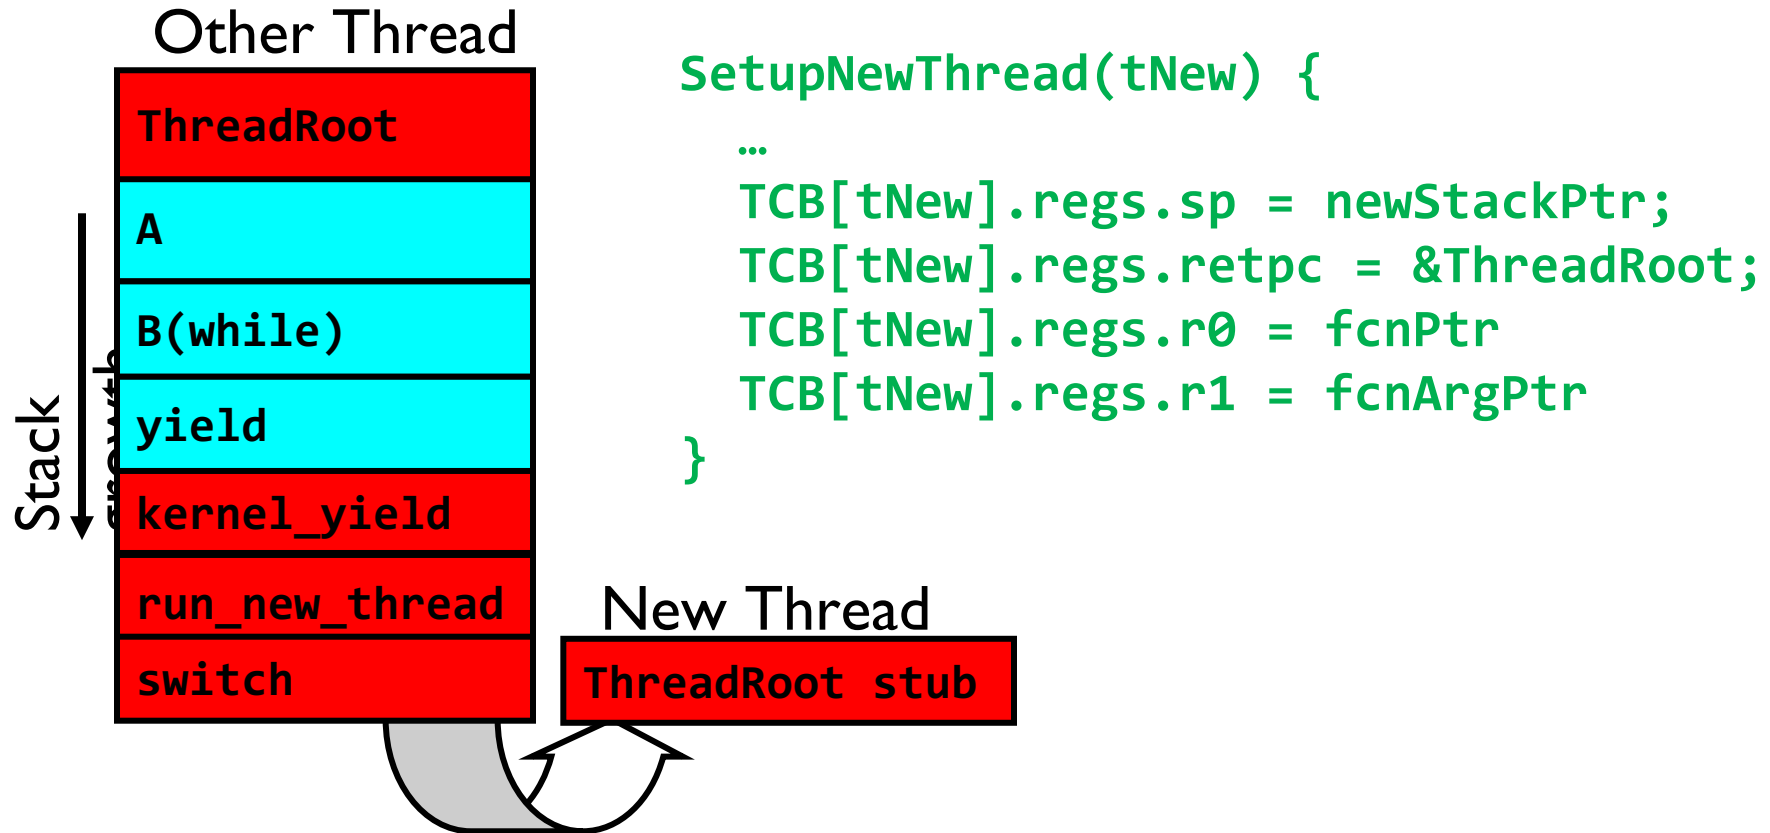 Other Thread
ThreadRoot
A
B(while)
yield
kernel_yield
run_new_thread
switch
Stack
growth
SetupNewThread(tNew) {
…
TCB[tNew].regs.sp = newStackPtr;
TCB[tNew].regs.retpc = &ThreadRoot;
TCB[tNew].regs.r0 = fcnPtr
TCB[tNew].regs.r1 = fcnArgPtr
}
New Thread
ThreadRoot stub